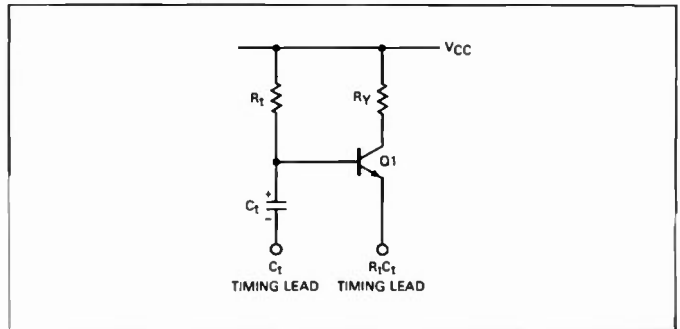 VCC
Rt
RY
Q1
+
Ct
−
Ct
RtCt
TIMING LEAD
TIMING LEAD